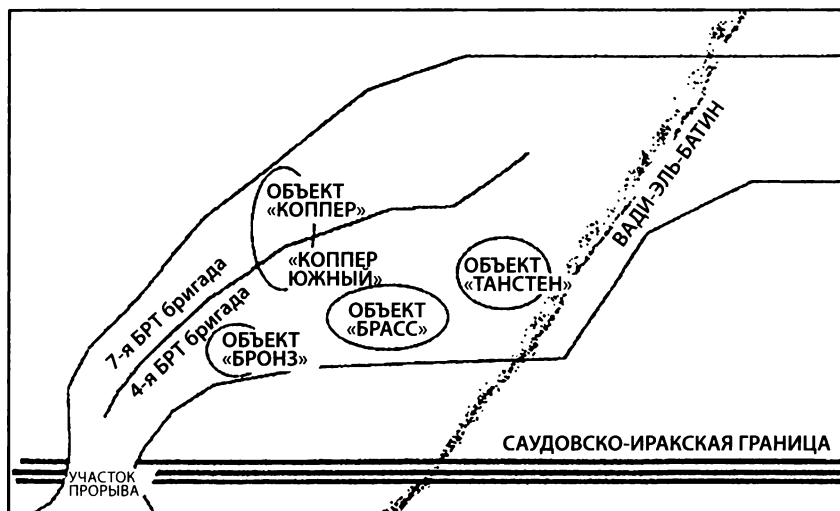 ВАДИ-ЭЛЬ-БАТИН
ОБЪЕКТ
«КОППЕР»
«КОППЕР
ЮЖНЫЙ»
ОБЪЕКТ
«ТАНСТЕН»
ОБЪЕКТ
«БРАСС»
ОБЪЕКТ
«БРОНЗ»
7-я БРТ бригада
4-я БРТ бригада
САУДОВСКО-ИРАКСКАЯ ГРАНИЦА
УЧАСТОК
ПРОРЫВА